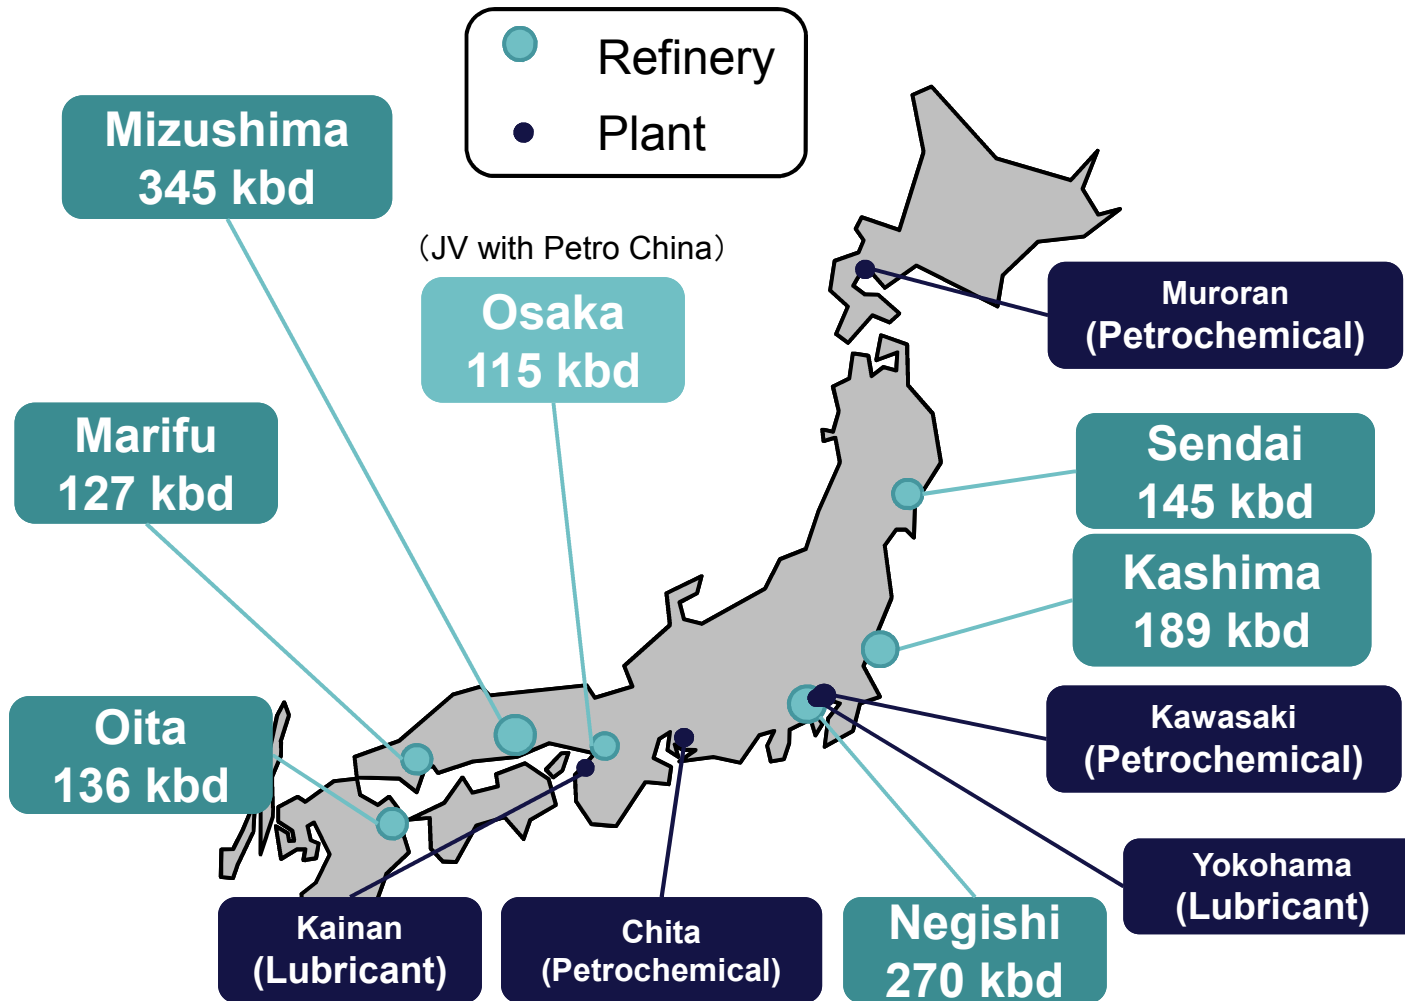 Refinery
Plant
Mizushima
345 kbd
（JV with Petro China）
Osaka
115 kbd
Muroran
(Petrochemical)
Marifu
127 kbd
Sendai
145 kbd
Kashima
189 kbd
Oita
136 kbd
Kawasaki
(Petrochemical)
Yokohama
(Lubricant)
Kainan
(Lubricant)
Chita
(Petrochemical)
Negishi
270 kbd